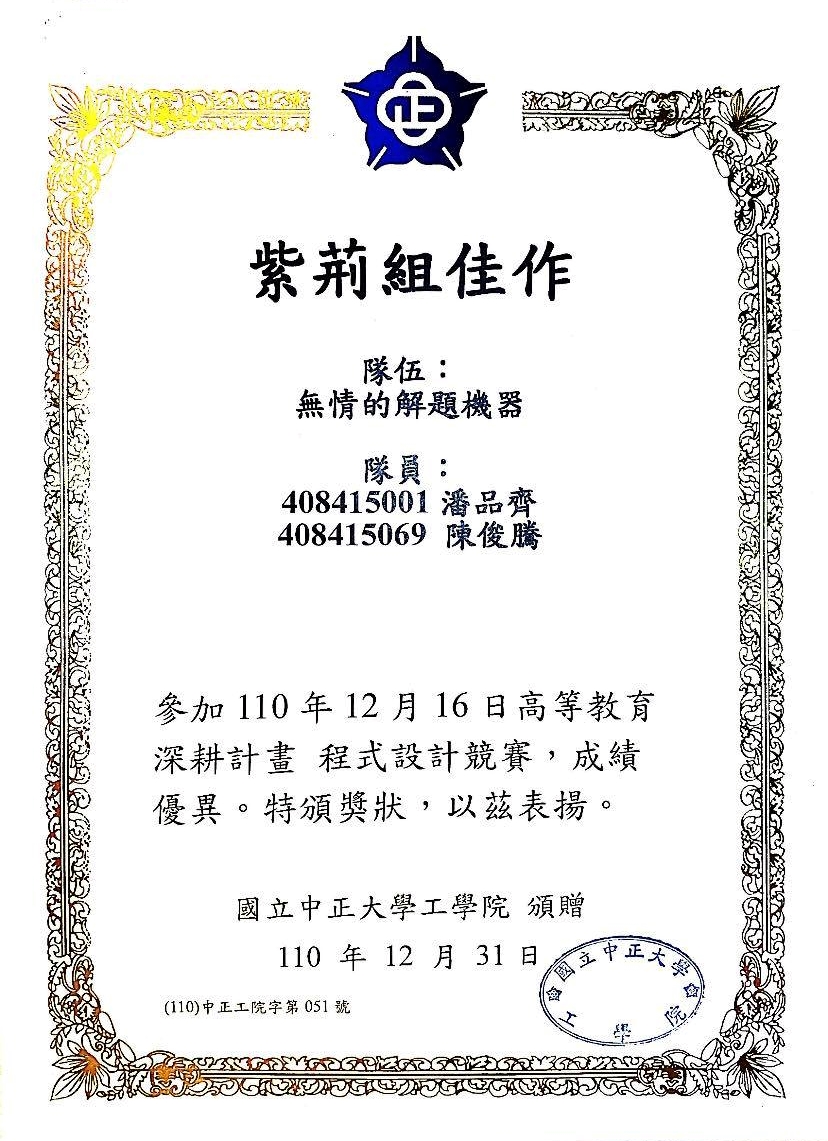 紫荊組佳作
隊伍：
無情的解題機器
隊員：
408415001 潘品齊
408415069 陳俊騰
參加 110 年 12 月 16 日高等教育
深耕計畫 程式設計競賽，成績
優異。特頒獎狀，以茲表揚。
國立中正大學工學院 頒贈
110 年 12 月 31 日
國立中正大學
工學院
(110)中正工院字第 051 號